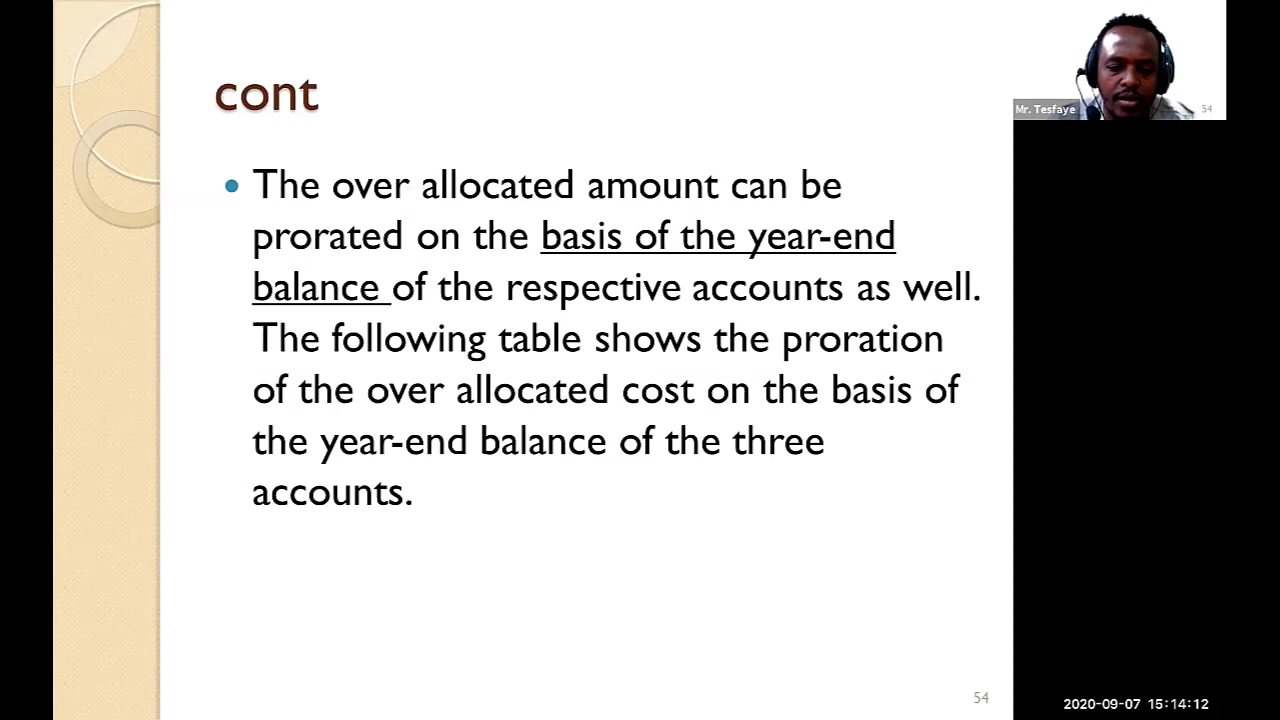 cont
• The over allocated amount can be
prorated on the basis of the year-end
balance of the respective accounts as well.
The following table shows the proration
of the over allocated cost on the basis of
the year-end balance of the three
accounts.
54
Mr. Tesfaye
54
2020-09-07 15:14:12